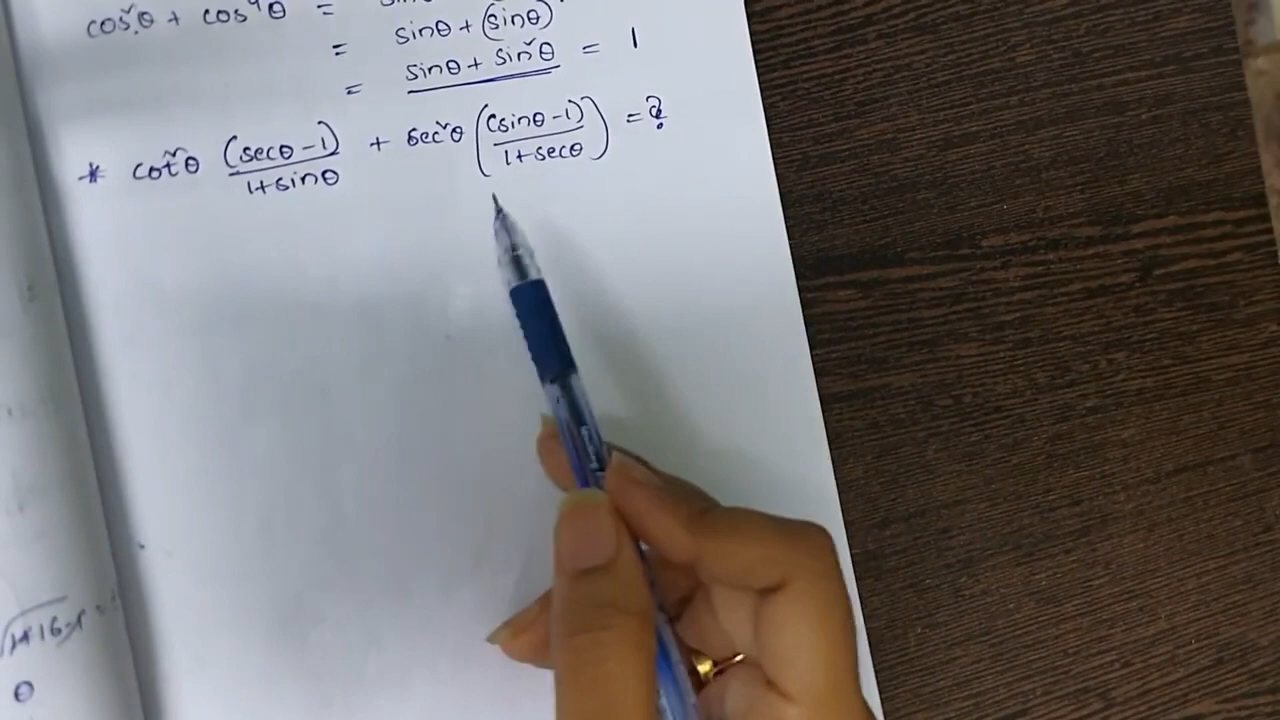 cos²θ + cos⁴θ =
= sinθ + (sinθ)²
= sinθ + sin²θ = 1
* cot²θ (secθ - 1)/(1+sinθ) + sec²θ ((sinθ - 1)/(1+secθ)) = ?
θ